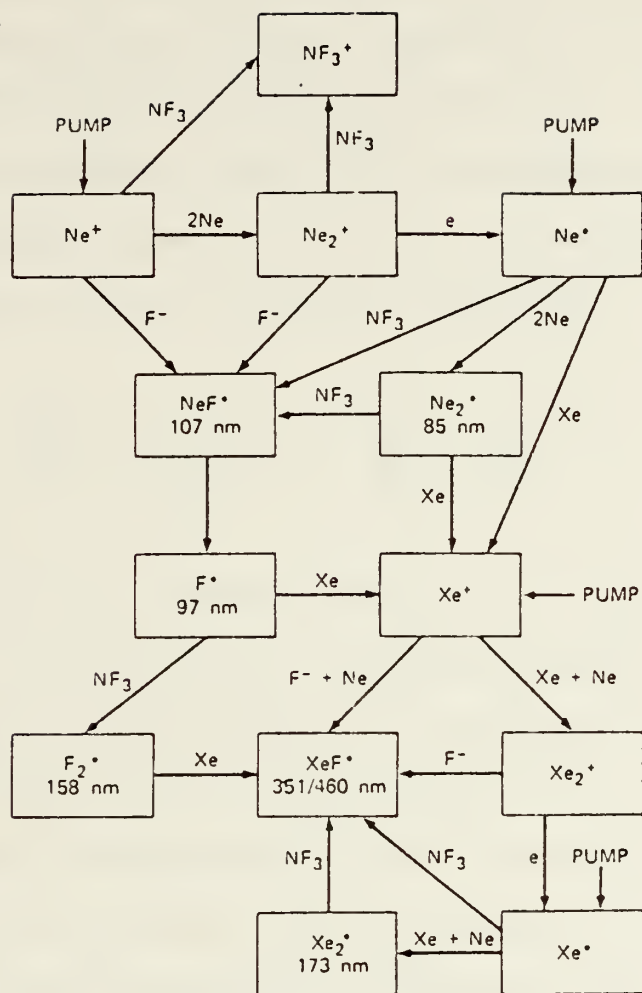 NF₃⁺
NF₃
PUMP
NF₃
PUMP
Ne⁺
2Ne
Ne₂⁺
e
Ne•
F⁻
F⁻
NF₃
2Ne
Xe
NeF•
107 nm
NF₃
Ne₂•
85 nm
Xe
F•
97 nm
Xe
Xe⁺
PUMP
NF₃
F⁻ + Ne
Xe + Ne
F₂•
158 nm
Xe
XeF•
351/460 nm
F⁻
Xe₂⁺
NF₃
NF₃
e
PUMP
Xe₂•
173 nm
Xe + Ne
Xe•